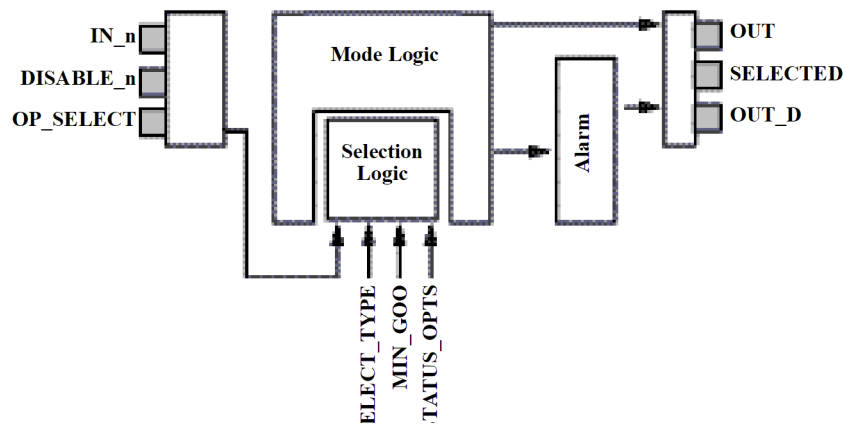 IN_n
DISABLE_n
OP_SELECT
Mode Logic
Selection
Logic
Alarm
OUT
SELECTED
OUT_D
ELECT_TYPE
MIN_GOO
TATUS_OPTS